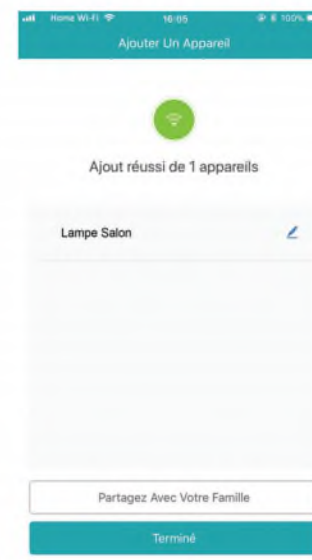 Home Wi-Fi 16:05 100%
Ajouter Un Appareil
Ajout réussi de 1 appareils
Lampe Salon
Partagez Avec Votre Famille
Terminé